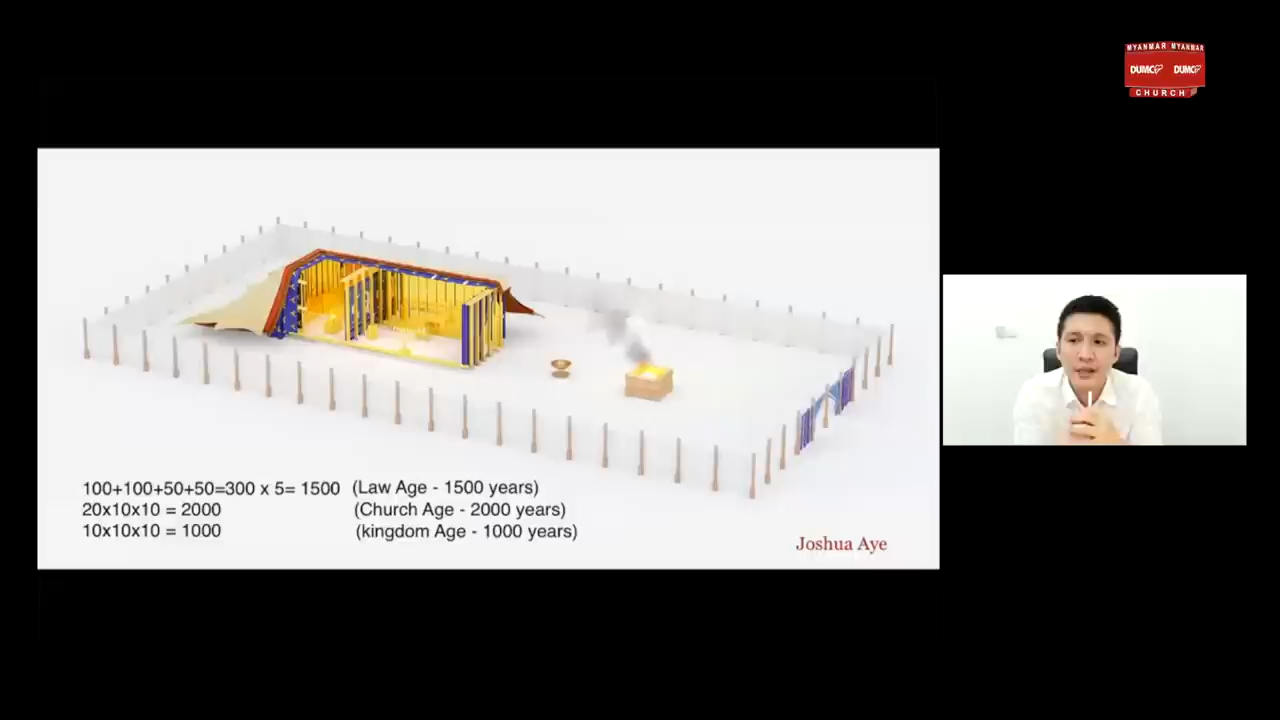 MYANMAR MYANMAR
DUMC DUMC
CHURCH
100+100+50+50=300 x 5= 1500 (Law Age - 1500 years)
20x10x10 = 2000 (Church Age - 2000 years)
10x10x10 = 1000 (kingdom Age - 1000 years)
Joshua Aye